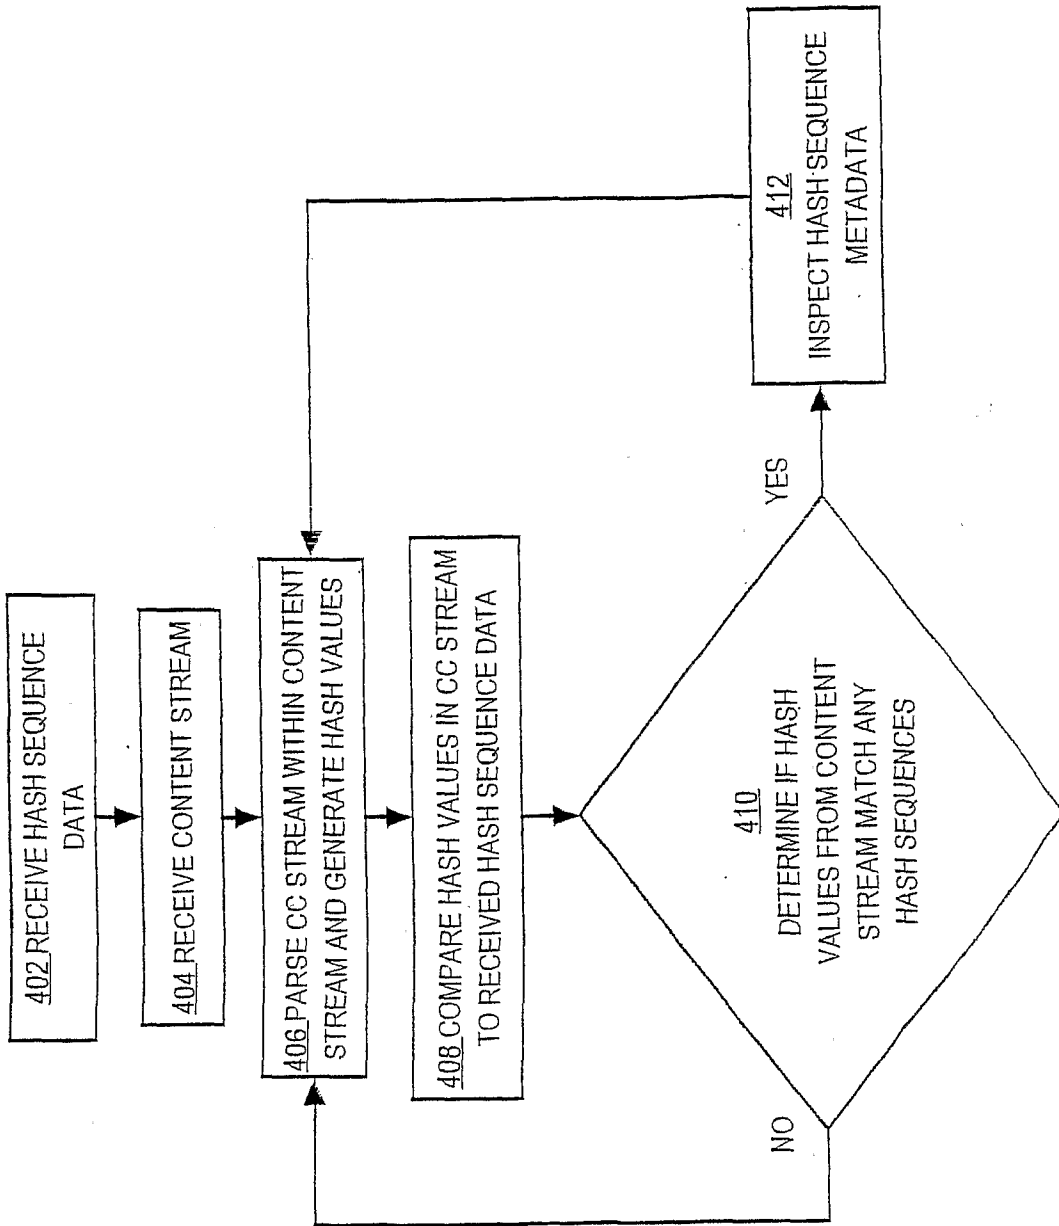 402 RECEIVE HASH SEQUENCE
DATA
404 RECEIVE CONTENT STREAM
406 PARSE CC STREAM WITHIN CONTENT
STREAM AND GENERATE HASH VALUES
408 COMPARE HASH VALUES IN CC STREAM
TO RECEIVED HASH SEQUENCE DATA
410
DETERMINE IF HASH
VALUES FROM CONTENT
STREAM MATCH ANY
HASH SEQUENCES
NO
YES
412
INSPECT HASH SEQUENCE
METADATA